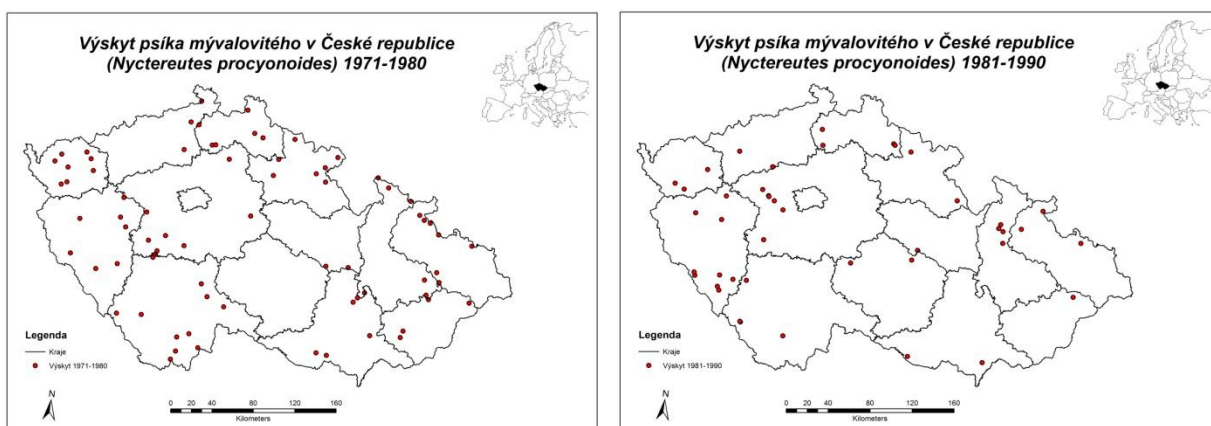 Výskyt psíka mývalovitého v České republice
(Nyctereutes procyonoides) 1971-1980
Legenda
Kraje
Výskyt 1971-1980
N
0 20 40 80 120 160
Kilometers
Výskyt psíka mývalovitého v České republice
(Nyctereutes procyonoides) 1981-1990
Legenda
Kraje
Výskyt 1981-1990
N
0 20 40 80 120 160
Kilometers